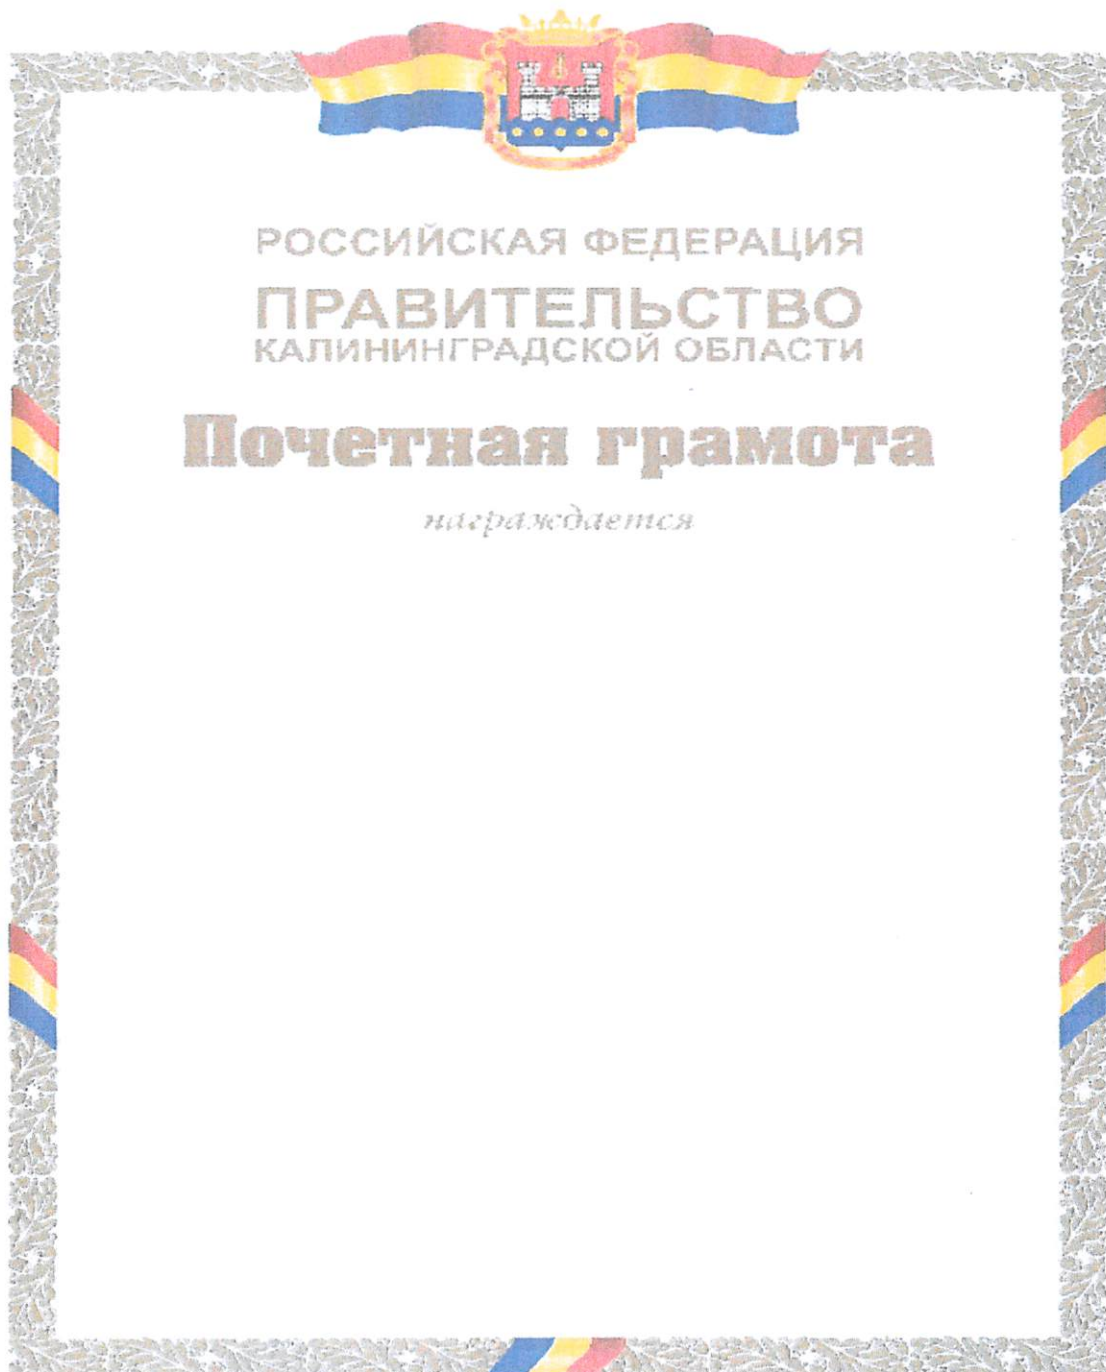 РОССИЙСКАЯ ФЕДЕРАЦИЯ
ПРАВИТЕЛЬСТВО
КАЛИНИНГРАДСКОЙ ОБЛАСТИ
Почетная грамота
награждается